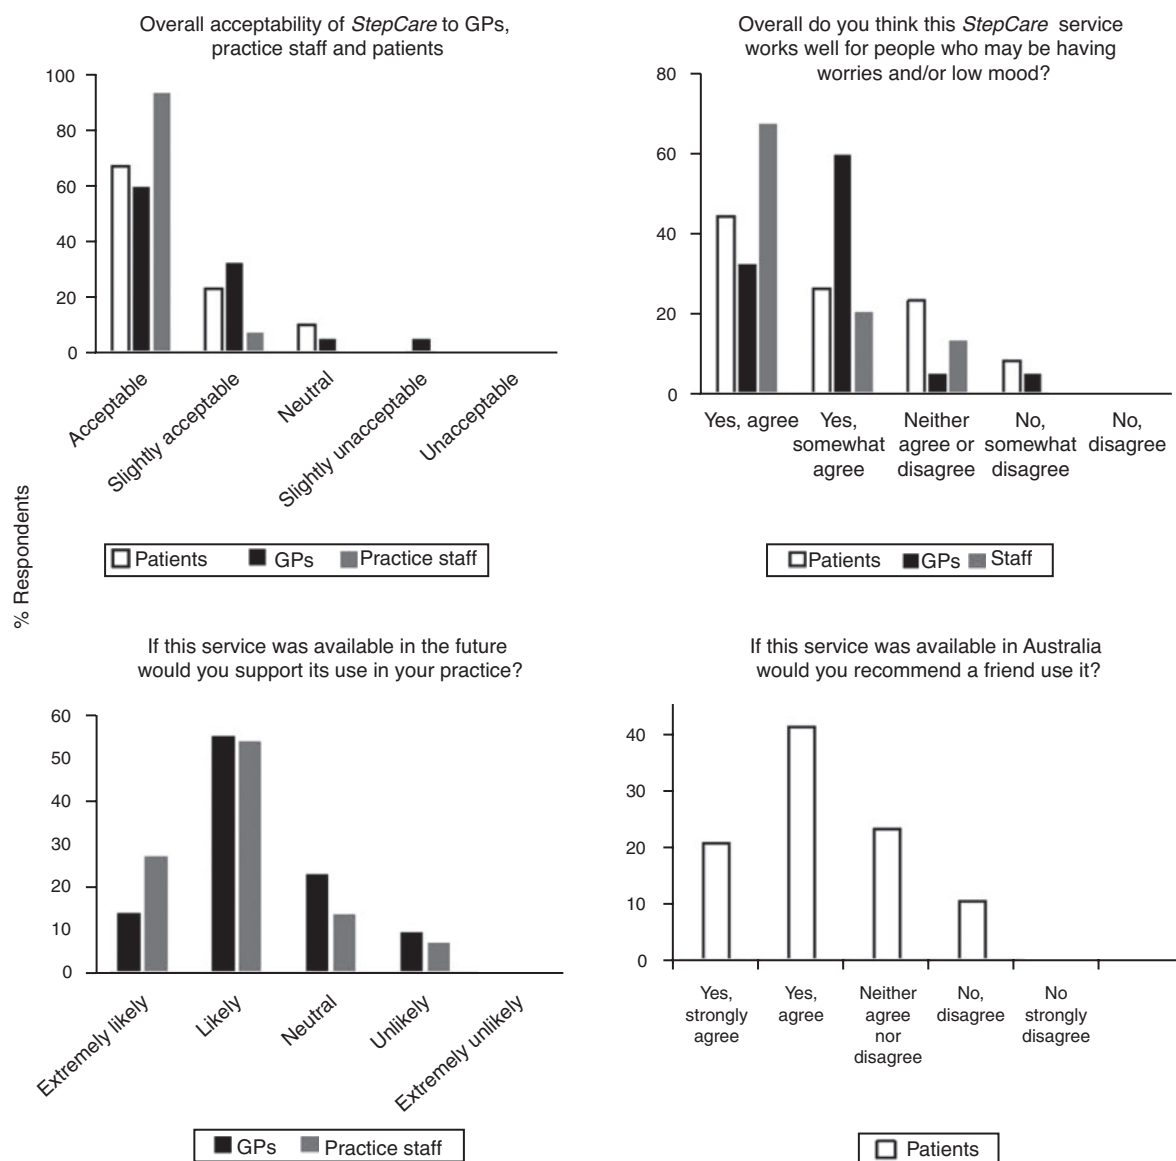 Overall acceptability of StepCare to GPs,
practice staff and patients
100
80
60
40
20
0
Acceptable
Slightly acceptable
Neutral
Slightly unacceptable
Unacceptable
Patients GPs Practice staff
Overall do you think this StepCare service
works well for people who may be having
worries and/or low mood?
80
60
40
20
0
Yes, agree
Yes,
somewhat
agree
Neither
agree or
disagree
No,
somewhat
disagree
No,
disagree
Patients GPs Staff
% Respondents
If this service was available in the future
would you support its use in your practice?
60
50
40
30
20
10
0
Extremely likely
Likely
Neutral
Unlikely
Extremely unlikely
GPs Practice staff
If this service was available in Australia
would you recommend a friend use it?
40
30
20
10
0
Yes,
strongly
agree
Yes,
agree
Neither
agree
nor
disagree
No,
disagree
No
strongly
disagree
Patients